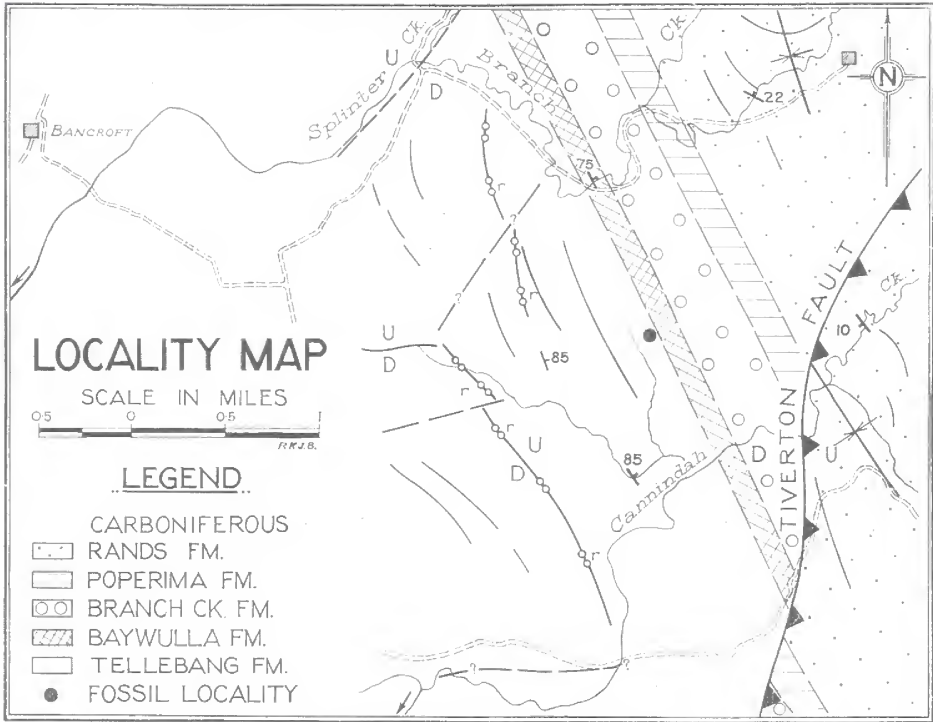 Splinter Ck.
U
D
Branch Ck
22
N
BANCROFT
75
r
?
r
?
TIVERTON FAULT
Ck
10
U
D
85
LOCALITY MAP
SCALE IN MILES
0·5 0 0·5 1
R.K.J.B.
r
r
U
D
85
Cannindah
D
U
r
?
?
LEGEND
CARBONIFEROUS
RANDS FM.
POPERIMA FM.
BRANCH CK. FM.
BAYWULLA FM.
TELLEBANG FM.
FOSSIL LOCALITY